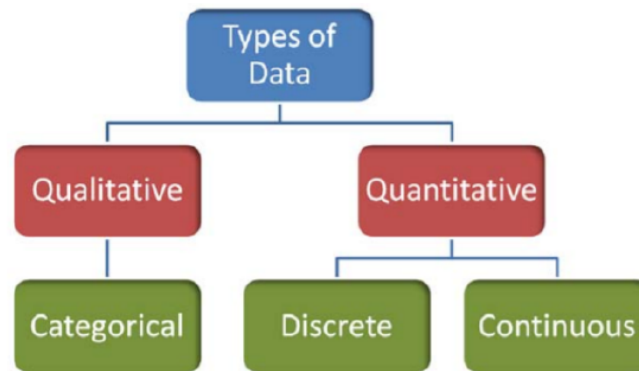 Types of
Data
Qualitative
Quantitative
Categorical
Discrete
Continuous